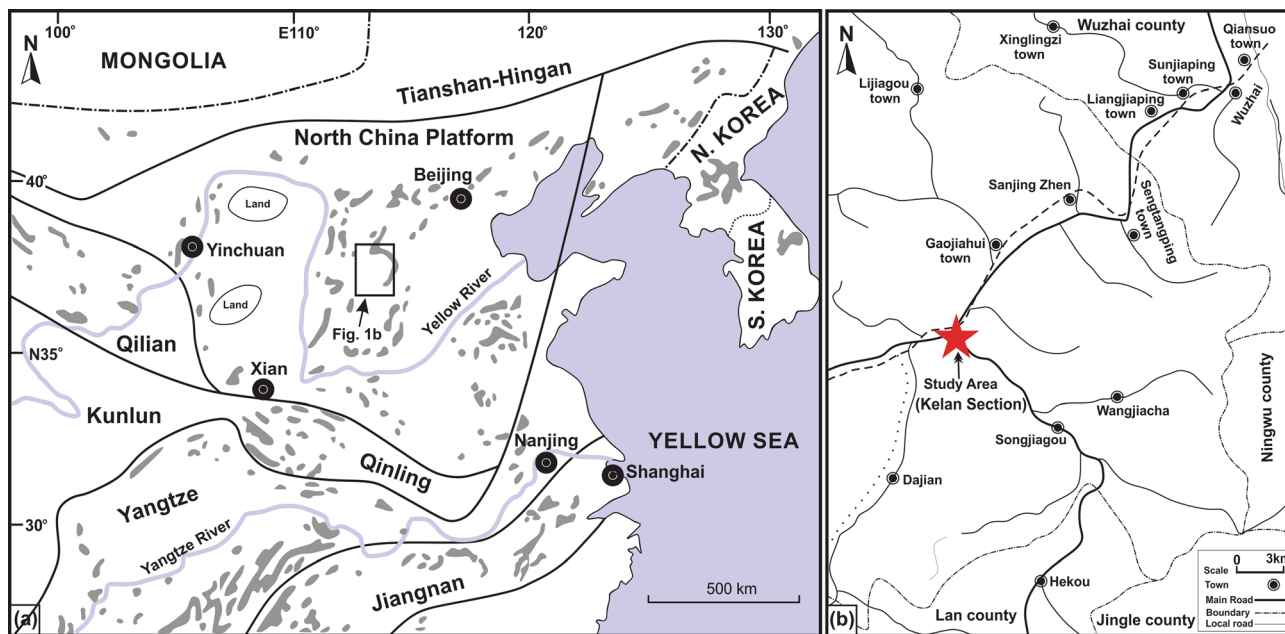 100°
E110°
120°
130°
N
MONGOLIA
Tianshan-Hingan
North China Platform
N. KOREA
40°
Beijing
Land
Yinchuan
Land
Fig. 1b
Yellow River
S. KOREA
Qilian
N35°
Xian
Kunlun
Nanjing
YELLOW SEA
Shanghai
Qinling
Yangtze
30°
Yangtze River
Jiangnan
500 km
(a)
N
Wuzhai county
Qiansuo
town
Xinglingzi
town
Sunjiaping
town
Lijiagou
town
Liangjiaping
town
Wuzhai
Sanjing Zhen
Sengtangping
town
Gaojiahui
town
Study Area
(Kelan Section)
Wangjiacha
Songjiagou
Ningwu county
Dajian
Hekou
Lan county
Jingle county
0 3km
Scale
Town
Main Road
Boundary
Local road
(b)